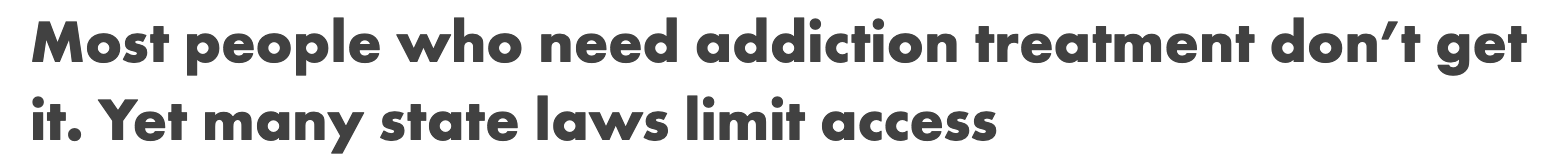 Most people who need addiction treatment don’t get
it. Yet many state laws limit access